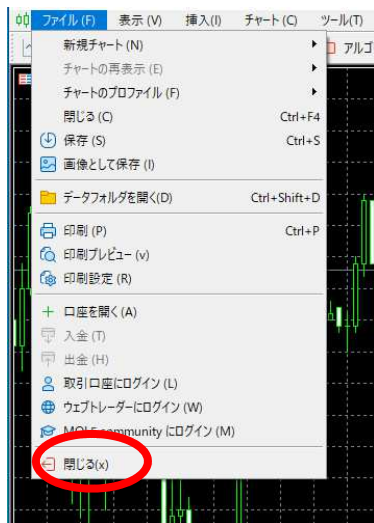 ファイル (F) 表示 (V) 挿入(I) チャート (C) ツール(T)
新規チャート (N)
アルゴ
チャートの再表示 (E)
チャートのプロファイル (F)
閉じる (C) Ctrl+F4
保存 (S) Ctrl+S
画像として保存 (I)
データフォルダを開く(D) Ctrl+Shift+D
印刷 (P) Ctrl+P
印刷プレビュー (v)
印刷設定 (R)
口座を開く (A)
入金 (T)
出金 (H)
取引口座にログイン (L)
ウェブトレーダーにログイン (W)
MQL5.community にログイン (M)
閉じる(x)